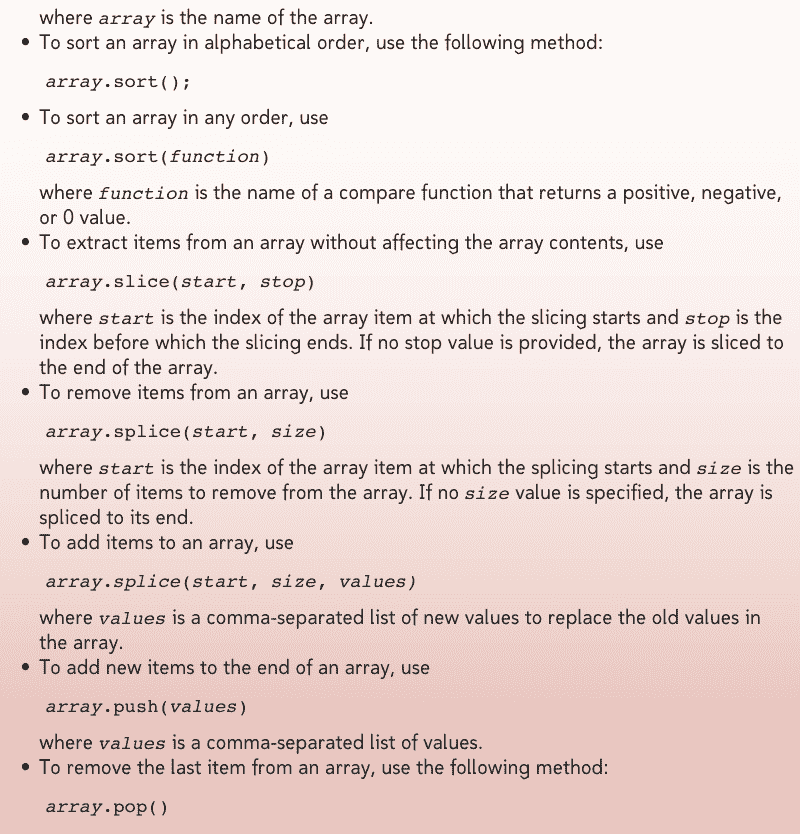 where array is the name of the array.
• To sort an array in alphabetical order, use the following method:
array.sort();
• To sort an array in any order, use
array.sort(function)
where function is the name of a compare function that returns a positive, negative,
or 0 value.
• To extract items from an array without affecting the array contents, use
array.slice(start, stop)
where start is the index of the array item at which the slicing starts and stop is the
index before which the slicing ends. If no stop value is provided, the array is sliced to
the end of the array.
• To remove items from an array, use
array.splice(start, size)
where start is the index of the array item at which the splicing starts and size is the
number of items to remove from the array. If no size value is specified, the array is
spliced to its end.
• To add items to an array, use
array.splice(start, size, values)
where values is a comma-separated list of new values to replace the old values in
the array.
• To add new items to the end of an array, use
array.push(values)
where values is a comma-separated list of values.
• To remove the last item from an array, use the following method:
array.pop()